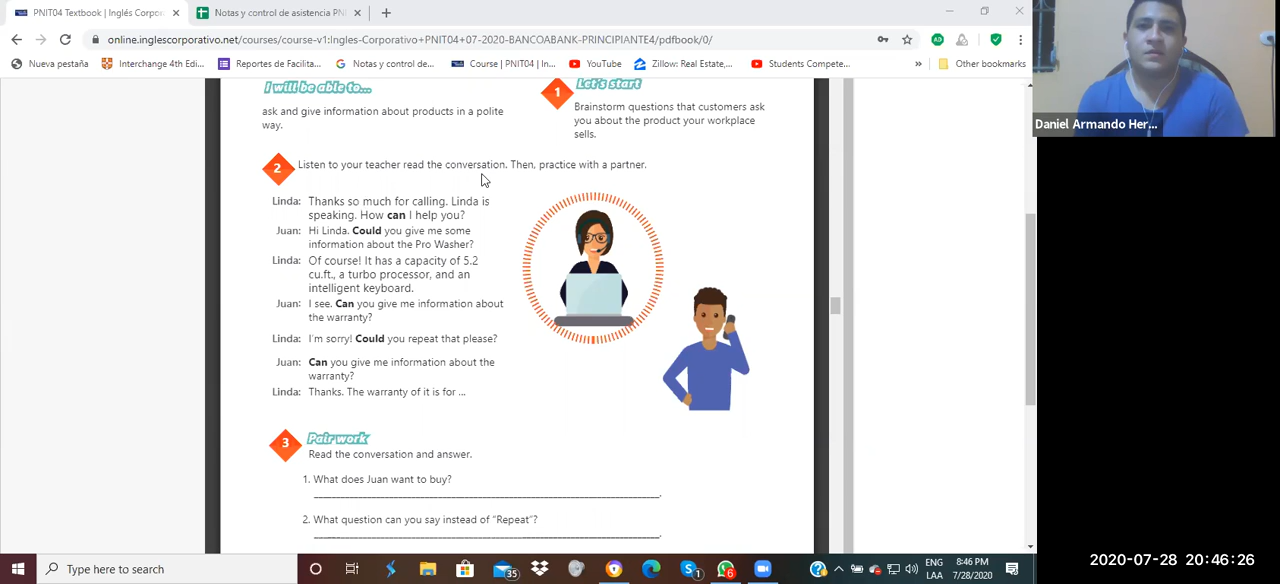 PNIT04 Textbook | Inglés Corpor
Notas y control de asistencia PNI
online.inglescorporativo.net/courses/course-v1:Ingles-Corporativo+PNIT04+07-2020-BANCOABANK-PRINCIPIANTE4/pdfbook/0/
Nueva pestaña
Interchange 4th Edi...
Reportes de Facilita...
Notas y control de...
Course | PNIT04 | In...
YouTube
Zillow: Real Estate,...
Students Compete...
»
Other bookmarks
Daniel Armando Her...
I will be able to...
ask and give information about products in a polite
way.
1
Let's start
Brainstorm questions that customers ask
you about the product your workplace
sells.
2
Listen to your teacher read the conversation. Then, practice with a partner.
Linda: Thanks so much for calling. Linda is
speaking. How can I help you?
Juan: Hi Linda. Could you give me some
information about the Pro Washer?
Linda: Of course! It has a capacity of 5.2
cu.ft., a turbo processor, and an
intelligent keyboard.
Juan: I see. Can you give me information about
the warranty?
Linda: I'm sorry! Could you repeat that please?
Juan: Can you give me information about the
warranty?
Linda: Thanks. The warranty of it is for ...
3
Pair work
Read the conversation and answer.
1. What does Juan want to buy?
2. What question can you say instead of “Repeat”?
Type here to search
35
1
6
ENG
LAA
8:46 PM
7/28/2020
2020-07-28 20:46:26